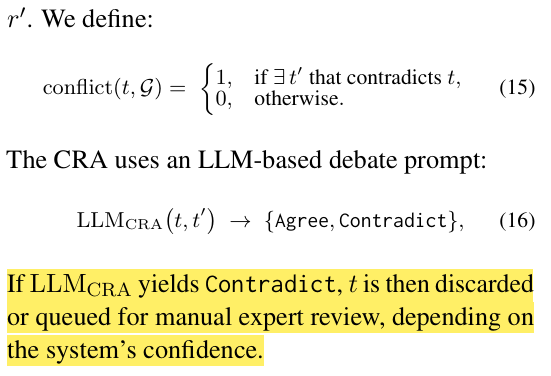 r′. We define:
conflict(t, G) = { 1, if ∃ t′ that contradicts t,
0, otherwise. (15)
The CRA uses an LLM-based debate prompt:
LLM_CRA(t, t′) → {Agree, Contradict}, (16)
If LLM_CRA yields Contradict, t is then discarded
or queued for manual expert review, depending on
the system's confidence.